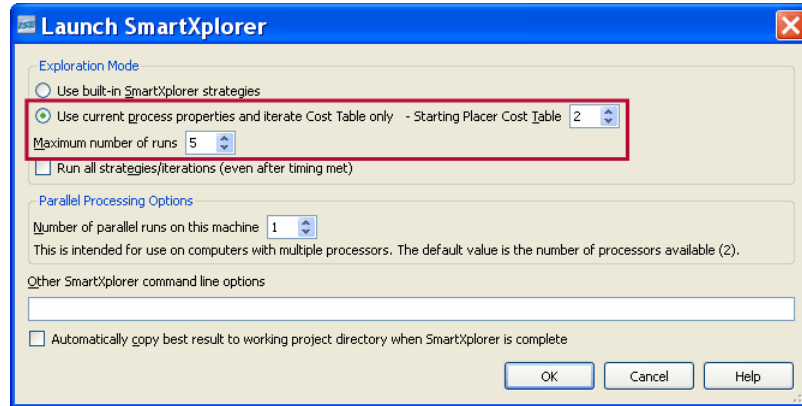 ISE Launch SmartXplorer
Exploration Mode
Use built-in SmartXplorer strategies
Use current process properties and iterate Cost Table only - Starting Placer Cost Table 2
Maximum number of runs 5
Run all strategies/iterations (even after timing met)
Parallel Processing Options
Number of parallel runs on this machine 1
This is intended for use on computers with multiple processors. The default value is the number of processors available (2).
Other SmartXplorer command line options
Automatically copy best result to working project directory when SmartXplorer is complete
OK Cancel Help